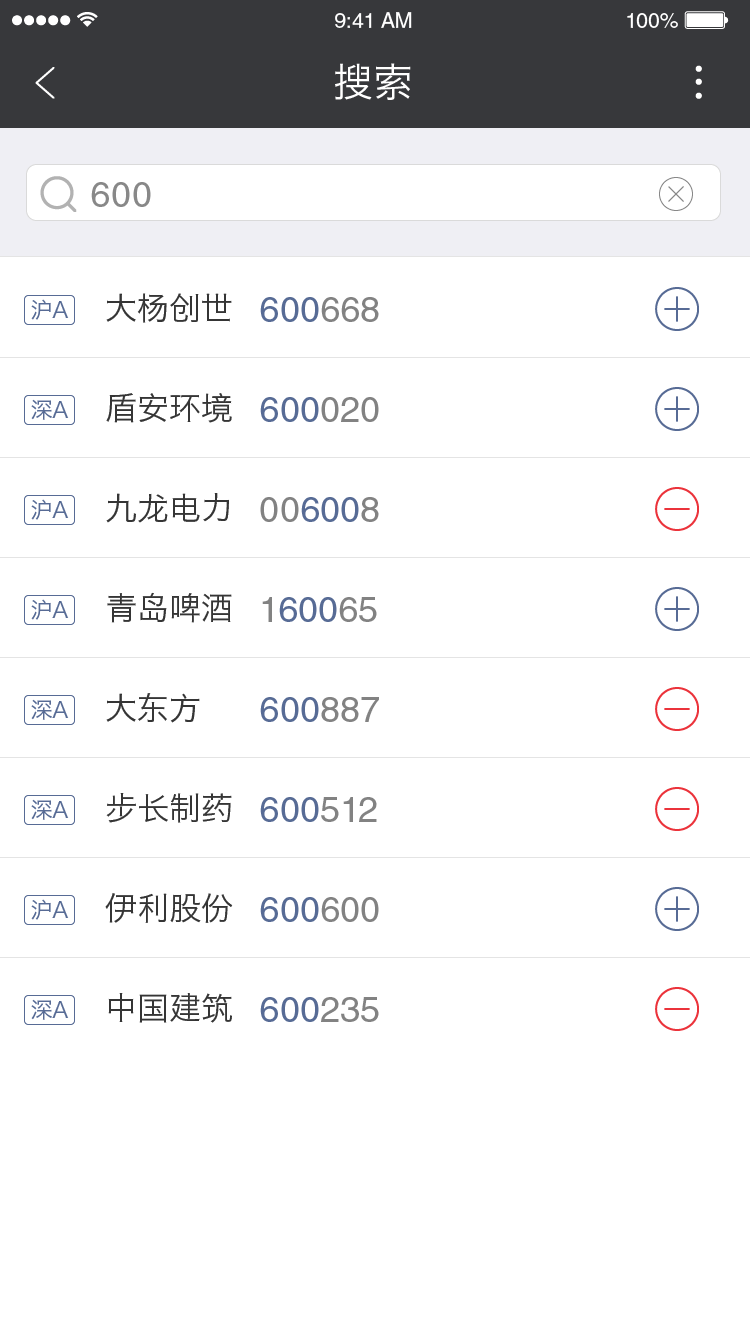 9:41 AM 100%
搜索
600
沪A 大杨创世 600668
深A 盾安环境 600020
沪A 九龙电力 006008
沪A 青岛啤酒 160065
深A 大东方 600887
深A 步长制药 600512
沪A 伊利股份 600600
深A 中国建筑 600235